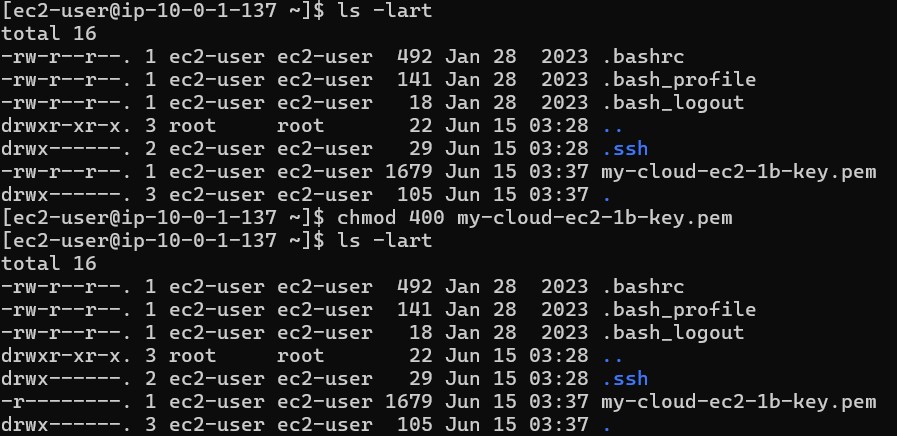 [ec2-user@ip-10-0-1-137 ~]$ ls -lart
total 16
-rw-r--r--. 1 ec2-user ec2-user  492 Jan 28  2023 .bashrc
-rw-r--r--. 1 ec2-user ec2-user  141 Jan 28  2023 .bash_profile
-rw-r--r--. 1 ec2-user ec2-user   18 Jan 28  2023 .bash_logout
drwxr-xr-x. 3 root     root       22 Jun 15 03:28 ..
drwx------. 2 ec2-user ec2-user   29 Jun 15 03:28 .ssh
-rw-r--r--. 1 ec2-user ec2-user 1679 Jun 15 03:37 my-cloud-ec2-1b-key.pem
drwx------. 3 ec2-user ec2-user  105 Jun 15 03:37 .
[ec2-user@ip-10-0-1-137 ~]$ chmod 400 my-cloud-ec2-1b-key.pem
[ec2-user@ip-10-0-1-137 ~]$ ls -lart
total 16
-rw-r--r--. 1 ec2-user ec2-user  492 Jan 28  2023 .bashrc
-rw-r--r--. 1 ec2-user ec2-user  141 Jan 28  2023 .bash_profile
-rw-r--r--. 1 ec2-user ec2-user   18 Jan 28  2023 .bash_logout
drwxr-xr-x. 3 root     root       22 Jun 15 03:28 ..
drwx------. 2 ec2-user ec2-user   29 Jun 15 03:28 .ssh
-r--------. 1 ec2-user ec2-user 1679 Jun 15 03:37 my-cloud-ec2-1b-key.pem
drwx------. 3 ec2-user ec2-user  105 Jun 15 03:37 .